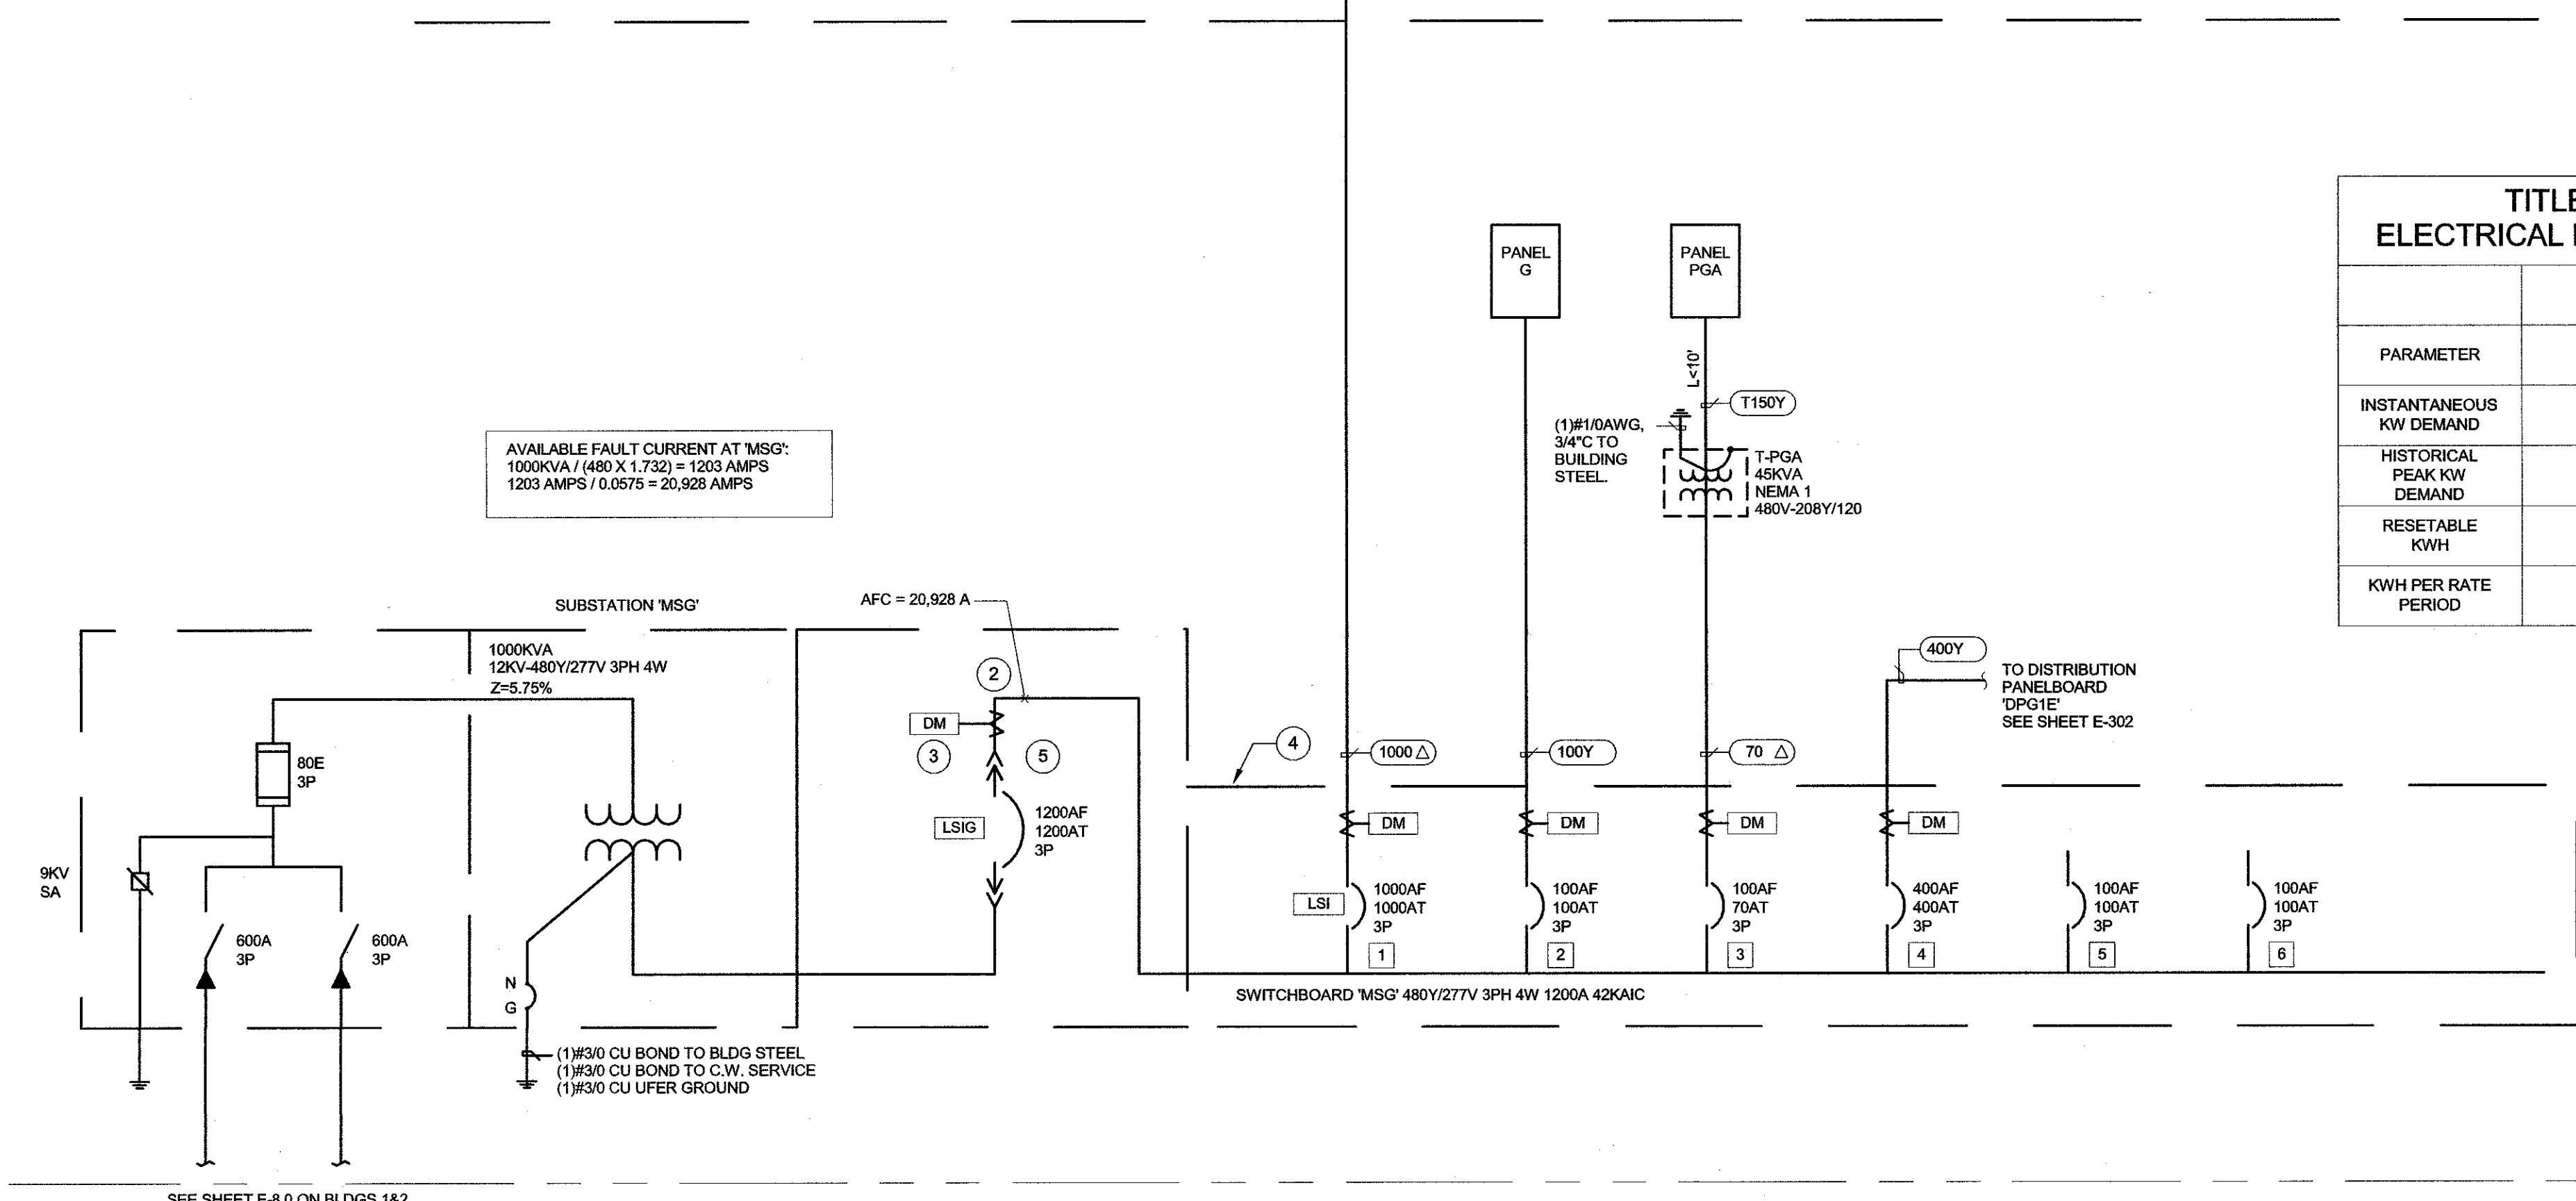 TITLE
ELECTRICAL
PARAMETER
INSTANTANEOUS
KW DEMAND
HISTORICAL
PEAK KW
DEMAND
RESETABLE
KWH
KWH PER RATE
PERIOD
PANEL
G
PANEL
PGA
L<10'
T150Y
(1)#1/0AWG,
3/4"C TO
BUILDING
STEEL.
T-PGA
45KVA
NEMA 1
480V-208Y/120
AVAILABLE FAULT CURRENT AT 'MSG':
1000KVA / (480 X 1.732) = 1203 AMPS
1203 AMPS / 0.0575 = 20,928 AMPS
SUBSTATION 'MSG'
AFC = 20,928 A
1000KVA
12KV-480Y/277V 3PH 4W
Z=5.75%
80E
3P
9KV
SA
600A
3P
600A
3P
N
G
(1)#3/0 CU BOND TO BLDG STEEL
(1)#3/0 CU BOND TO C.W. SERVICE
(1)#3/0 CU UFER GROUND
2
DM
3
5
LSIG
1200AF
1200AT
3P
4
1000 △
100Y
70 △
400Y
TO DISTRIBUTION
PANELBOARD
'DPG1E'
SEE SHEET E-302
DM
DM
DM
DM
LSI
1000AF
1000AT
3P
1
100AF
100AT
3P
2
100AF
70AT
3P
3
400AF
400AT
3P
4
100AF
100AT
3P
5
100AF
100AT
3P
6
SWITCHBOARD 'MSG' 480Y/277V 3PH 4W 1200A 42KAIC
SEE SHEET E-8.0 ON BLDGS 1&2